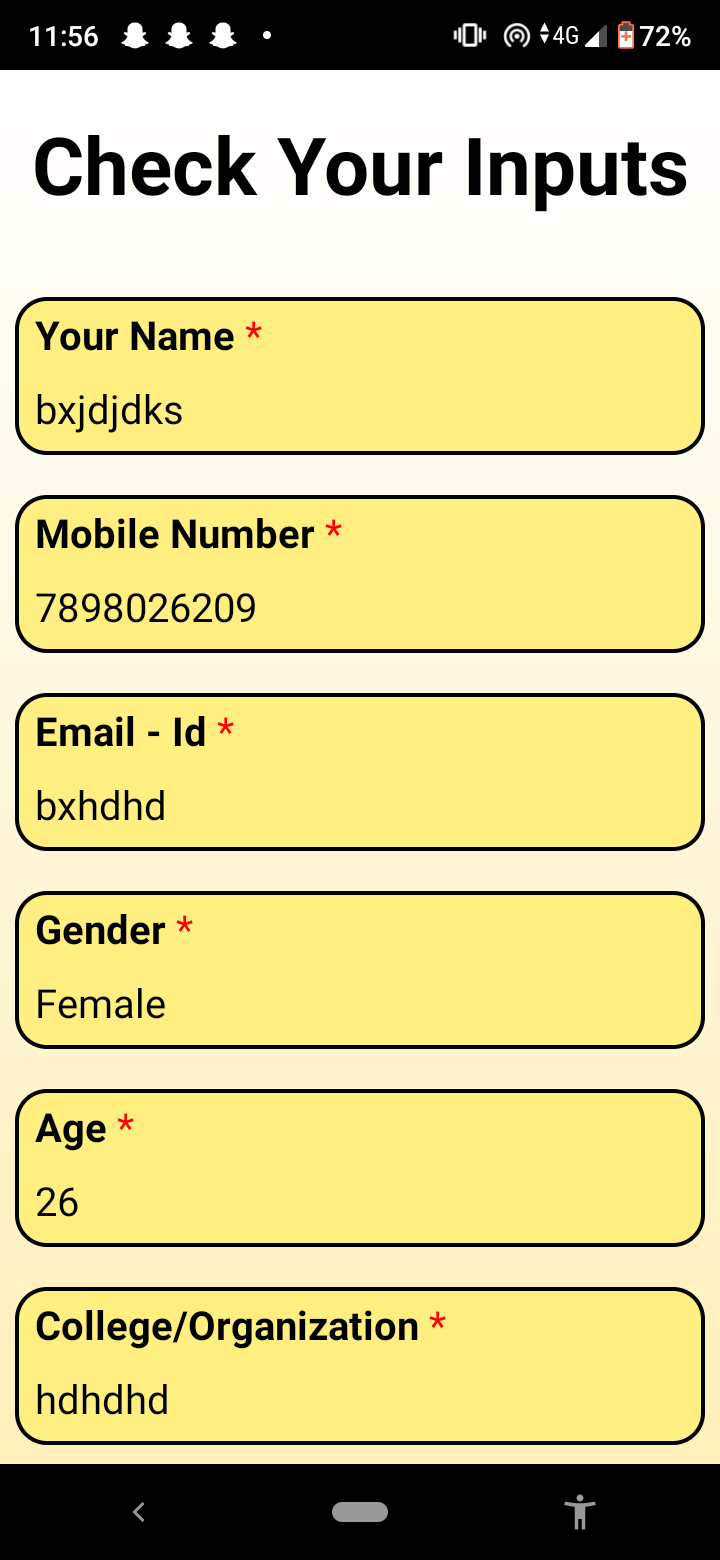 11:56 4G 72%
Check Your Inputs
Your Name *
bxjdjdks
Mobile Number *
7898026209
Email - Id *
bxhdhd
Gender *
Female
Age *
26
College/Organization *
hdhdhd